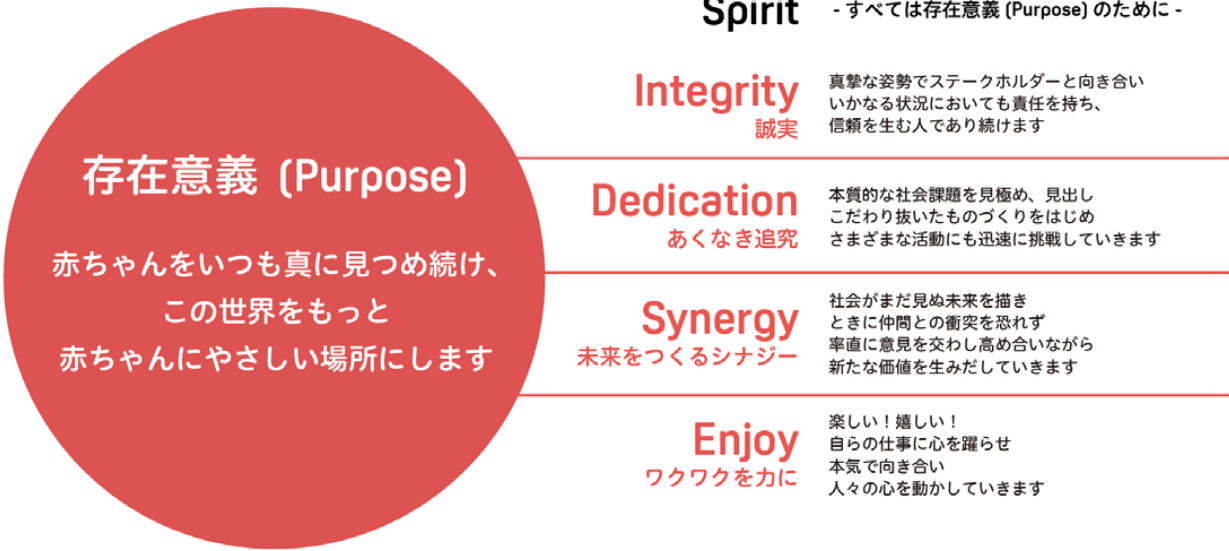 存在意義 (Purpose)
赤ちゃんをいつも真に見つめ続け、
この世界をもっと
赤ちゃんにやさしい場所にします
Spirit - すべては存在意義 (Purpose) のために -
Integrity
誠実
真摯な姿勢でステークホルダーと向き合い
いかなる状況においても責任を持ち、
信頼を生む人であり続けます
Dedication
あくなき追究
本質的な社会課題を見極め、見出し
こだわり抜いたものづくりをはじめ
さまざまな活動にも迅速に挑戦していきます
Synergy
未来をつくるシナジー
社会がまだ見ぬ未来を描き
ときに仲間との衝突を恐れず
率直に意見を交わし高め合いながら
新たな価値を生みだしていきます
Enjoy
ワクワクを力に
楽しい！嬉しい！
自らの仕事に心を躍らせ
本気で向き合い
人々の心を動かしていきます